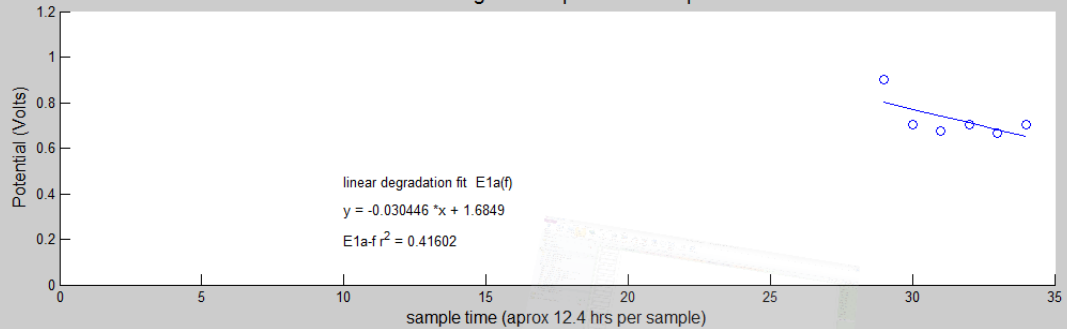 1.2
1
0.8
0.6
0.4
0.2
0
Potential (Volts)
linear degradation fit E1a(f)
y = -0.030446 *x + 1.6849
E1a-f r² = 0.41602
0 5 10 15 20 25 30 35
sample time (aprox 12.4 hrs per sample)